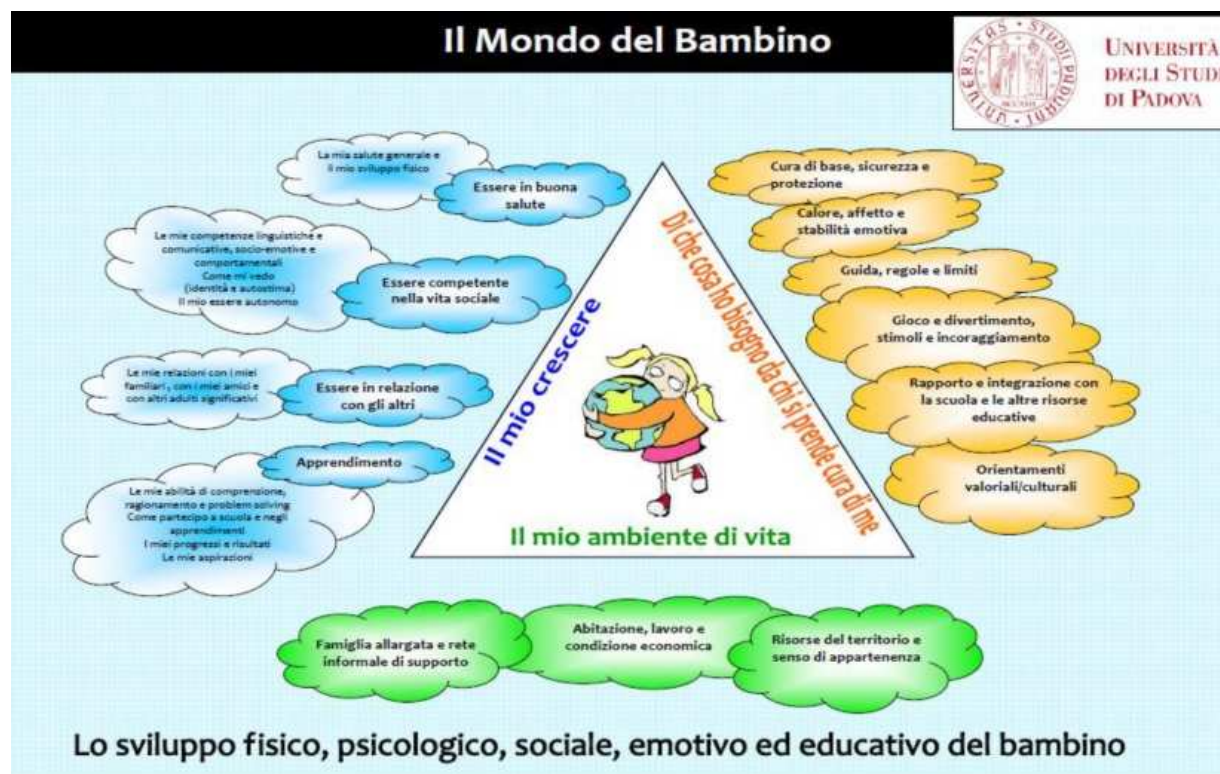 Il Mondo del Bambino
UNIVERSITÀ
DEGLI STUDI
DI PADOVA
La mia salute generale e
il mio sviluppo fisico
Essere in buona
salute
Le mie competenze linguistiche e
comunicative, socio-emotive e
comportamentali
Come mi vedo
(identità e autostima)
Il mio essere autonomo
Essere competente
nella vita sociale
Le mie relazioni con i miei
familiari, con i miei amici e
con altri adulti significativi
Essere in relazione
con gli altri
Apprendimento
Le mie abilità di comprensione,
ragionamento e problem solving
Come partecipo a scuola e negli
apprendimenti
I miei progressi e risultati
Le mie aspirazioni
Il mio crescere
Di che cosa ho bisogno da chi si prende cura di me
Il mio ambiente di vita
Cura di base, sicurezza e
protezione
Calore, affetto e
stabilità emotiva
Guida, regole e limiti
Gioco e divertimento,
stimoli e incoraggiamento
Rapporto e integrazione con
la scuola e le altre risorse
educative
Orientamenti
valoriali/culturali
Famiglia allargata e rete
informale di supporto
Abitazione, lavoro e
condizione economica
Risorse del territorio e
senso di appartenenza
Lo sviluppo fisico, psicologico, sociale, emotivo ed educativo del bambino